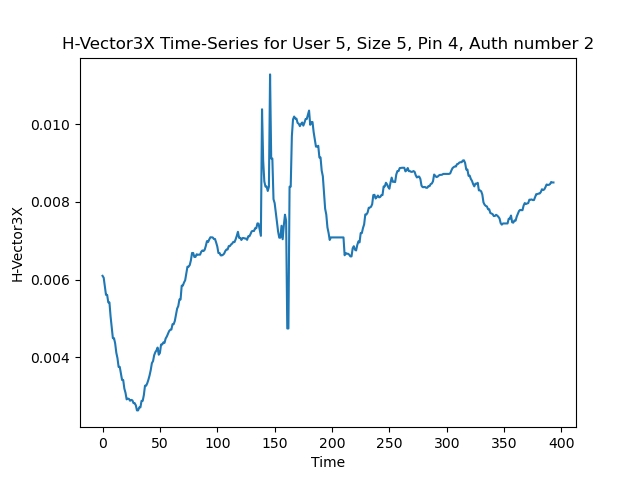 H-Vector3X Time-Series for User 5, Size 5, Pin 4, Auth number 2
H-Vector3X
0.010
0.008
0.006
0.004
0 50 100 150 200 250 300 350 400
Time